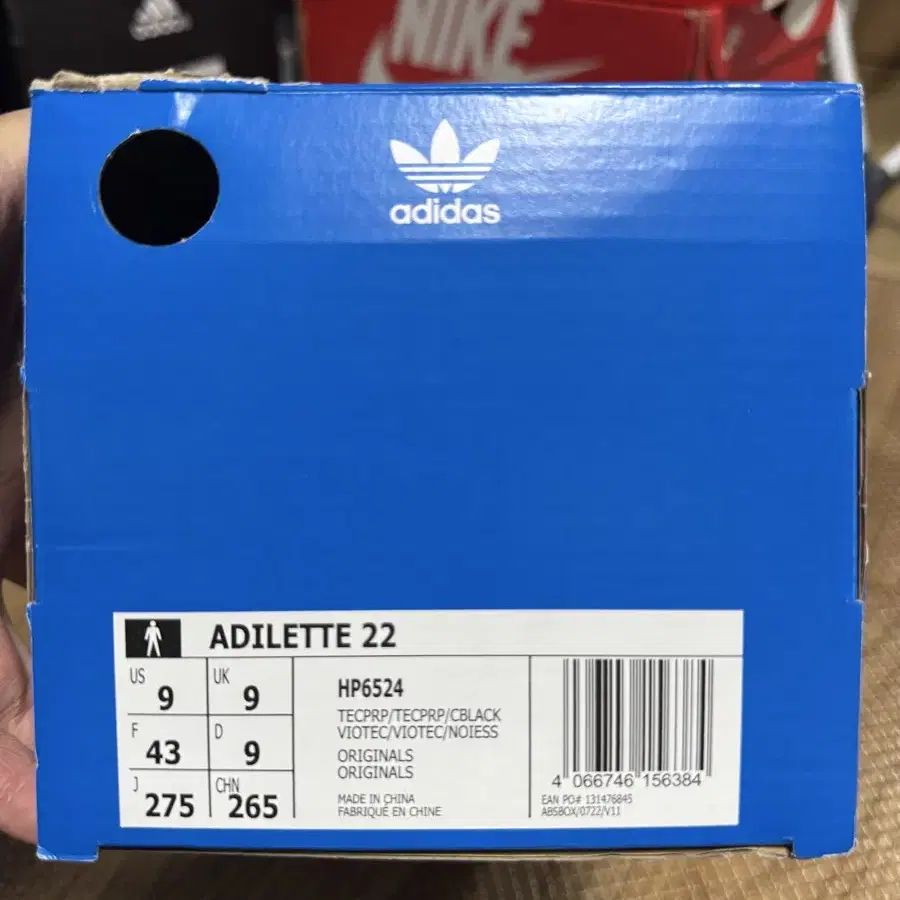 NIKE
adidas
ADILETTE 22
US 9 UK 9
F 43 D 9
J 275 CHN 265
HP6524
TECPRP/TECPRP/CBLACK
VIOTEC/VIOTEC/NOIESS
ORIGINALS
ORIGINALS
MADE IN CHINA
FABRIQUÉ EN CHINE
4 066746 156384
EAN PO# 131476845
ABSBOX/0722/V11